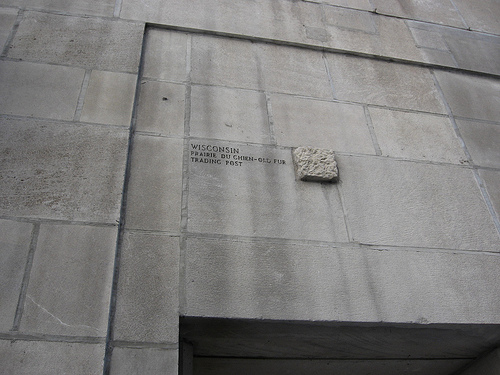 WISCONSIN
PRAIRIE DU CHIEN-OLD FUR
TRADING POST